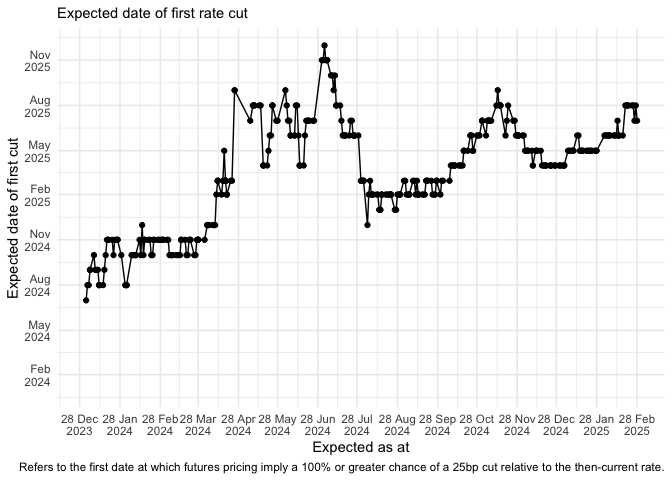 Expected date of first rate cut
Expected date of first cut
Nov
2025
Aug
2025
May
2025
Feb
2025
Nov
2024
Aug
2024
May
2024
Feb
2024
28 Dec 28 Jan 28 Feb 28 Mar 28 Apr 28 May 28 Jun 28 Jul 28 Aug 28 Sep 28 Oct 28 Nov 28 Dec 28 Jan 28 Feb
2023 2024 2024 2024 2024 2024 2024 2024 2024 2024 2024 2024 2024 2025 2025
Expected as at
Refers to the first date at which futures pricing imply a 100% or greater chance of a 25bp cut relative to the then-current rate.